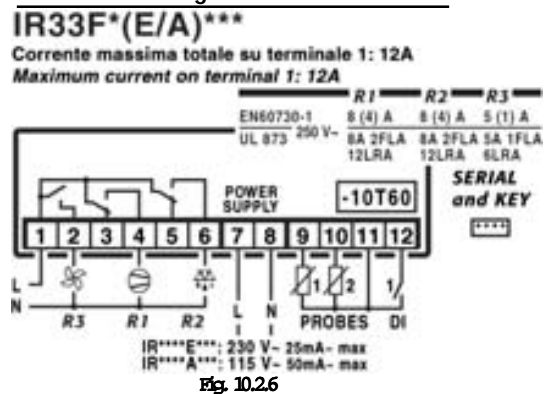 IR33F*(E/A)***
Corrente massima totale su terminale 1: 12A
Maximum current on terminal 1: 12A
R1 R2 R3
EN60730-1 8 (4) A 8 (4) A 5 (1) A
UL 873 250 V~ 8A 2FLA 8A 2FLA 5A 1FLA
12LRA 12LRA 6LRA
SERIAL
and KEY
POWER
SUPPLY
-10T60
1 2 3 4 5 6 7 8 9 10 11 12
L
N
1 2 1
R3 R1 R2 L N PROBES DI
IR****E***: 230 V~ 25mA~ max
IR****A***: 115 V~ 50mA~ max
Fig. 10.2.6